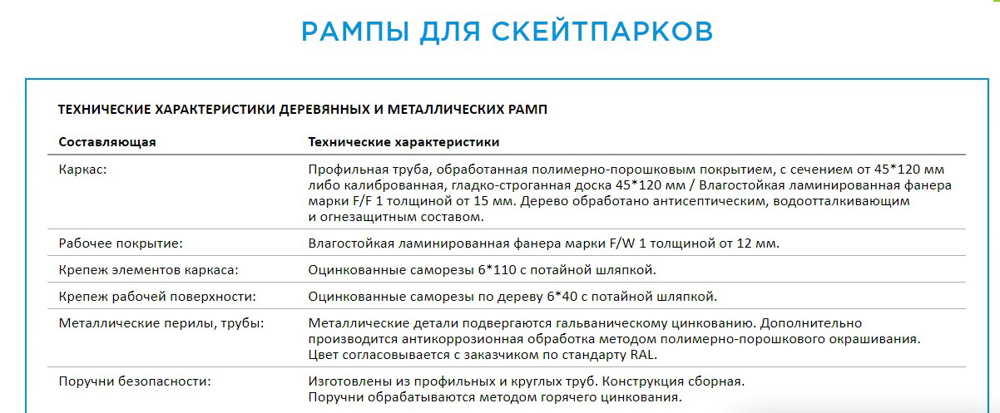 РАМПЫ ДЛЯ СКЕЙТПАРКОВ
ТЕХНИЧЕСКИЕ ХАРАКТЕРИСТИКИ ДЕРЕВЯННЫХ И МЕТАЛЛИЧЕСКИХ РАМП
Составляющая Технические характеристики
Каркас: Профильная труба, обработанная полимерно-порошковым покрытием, с сечением от 45*120 мм
либо калиброванная, гладко-строганная доска 45*120 мм / Влагостойкая ламинированная фанера
марки F/F 1 толщиной от 15 мм. Дерево обработано антисептическим, водоотталкивающим
и огнезащитным составом.
Рабочее покрытие: Влагостойкая ламинированная фанера марки F/W 1 толщиной от 12 мм.
Крепеж элементов каркаса: Оцинкованные саморезы 6*110 с потайной шляпкой.
Крепеж рабочей поверхности: Оцинкованные саморезы по дереву 6*40 с потайной шляпкой.
Металлические перилы, трубы: Металлические детали подвергаются гальваническому цинкованию. Дополнительно
производится антикоррозионная обработка методом полимерно-порошкового окрашивания.
Цвет согласовывается с заказчиком по стандарту RAL.
Поручни безопасности: Изготовлены из профильных и круглых труб. Конструкция сборная.
Поручни обрабатываются методом горячего цинкования.